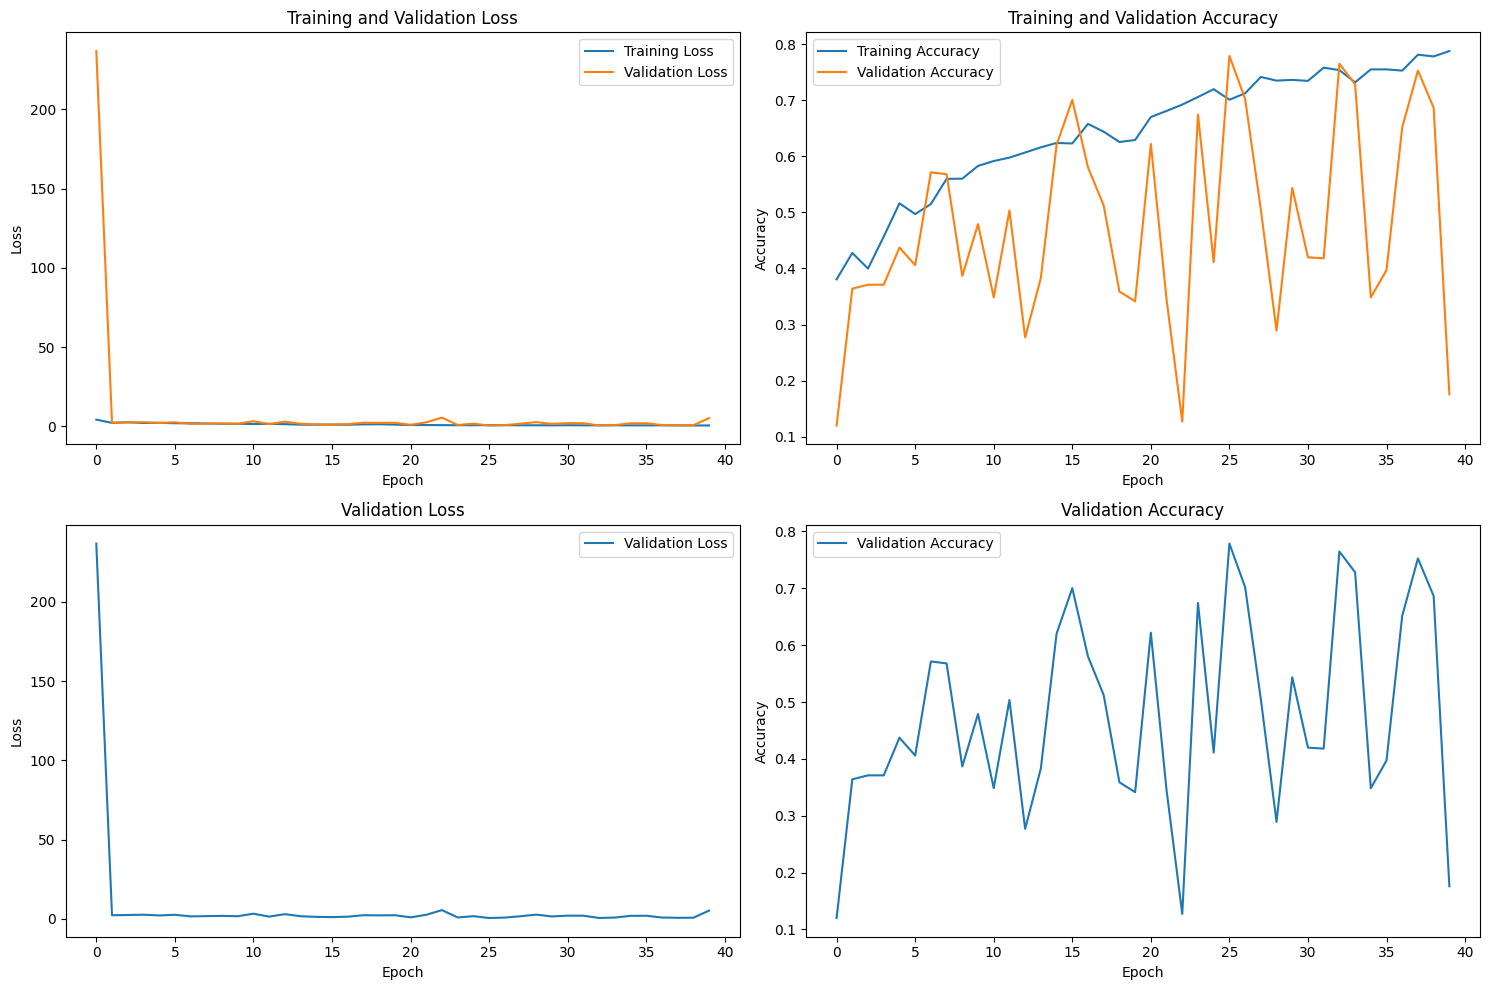 Training and Validation Loss
Training Loss
Validation Loss
Loss
200
150
100
50
0
0 5 10 15 20 25 30 35 40
Epoch
Training and Validation Accuracy
Training Accuracy
Validation Accuracy
Accuracy
0.8
0.7
0.6
0.5
0.4
0.3
0.2
0.1
0 5 10 15 20 25 30 35 40
Epoch
Validation Loss
Validation Loss
Loss
200
150
100
50
0
0 5 10 15 20 25 30 35 40
Epoch
Validation Accuracy
Validation Accuracy
Accuracy
0.8
0.7
0.6
0.5
0.4
0.3
0.2
0.1
0 5 10 15 20 25 30 35 40
Epoch